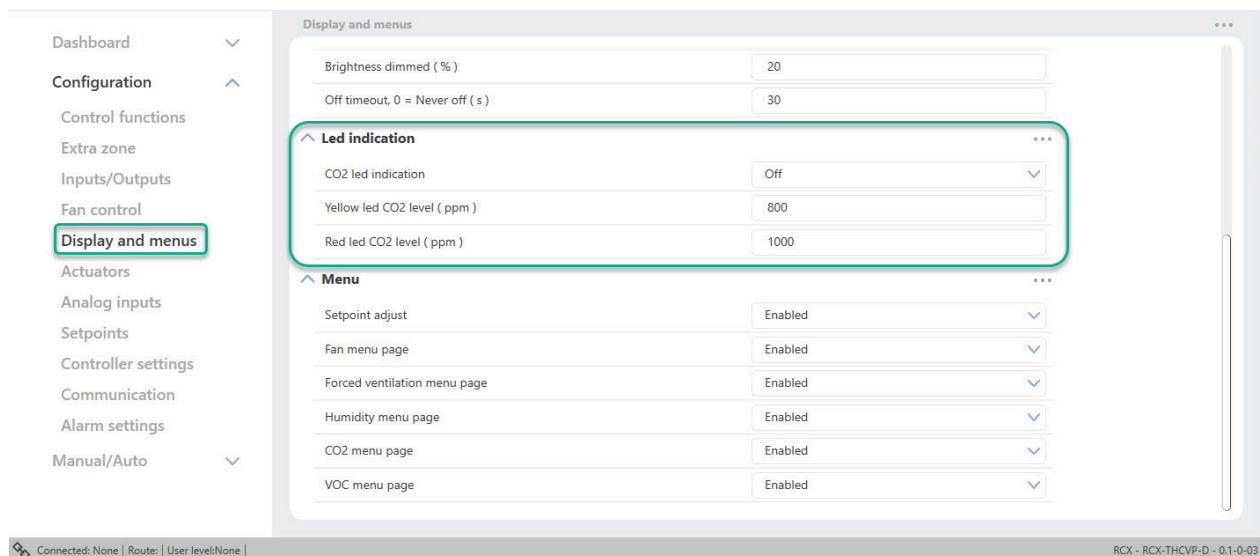 Dashboard
Configuration
Control functions
Extra zone
Inputs/Outputs
Fan control
Display and menus
Actuators
Analog inputs
Setpoints
Controller settings
Communication
Alarm settings
Manual/Auto
Display and menus
Brightness dimmed ( % ) 20
Off timeout, 0 = Never off ( s ) 30
Led indication
CO2 led indication Off
Yellow led CO2 level ( ppm ) 800
Red led CO2 level ( ppm ) 1000
Menu
Setpoint adjust Enabled
Fan menu page Enabled
Forced ventilation menu page Enabled
Humidity menu page Enabled
CO2 menu page Enabled
VOC menu page Enabled
Connected: None | Route: | User level:None |
RCX - RCX-THCVP-D - 0.1-0-03